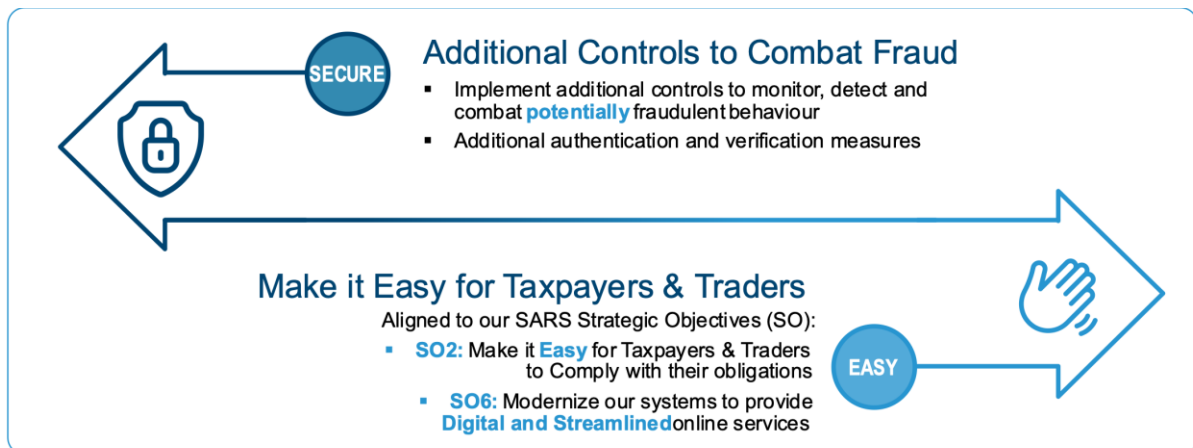 SECURE
Additional Controls to Combat Fraud
▪ Implement additional controls to monitor, detect and
combat potentially fraudulent behaviour
▪ Additional authentication and verification measures
Make it Easy for Taxpayers & Traders
Aligned to our SARS Strategic Objectives (SO):
▪ SO2: Make it Easy for Taxpayers & Traders
to Comply with their obligations
▪ SO6: Modernize our systems to provide
Digital and Streamlinedonline services
EASY